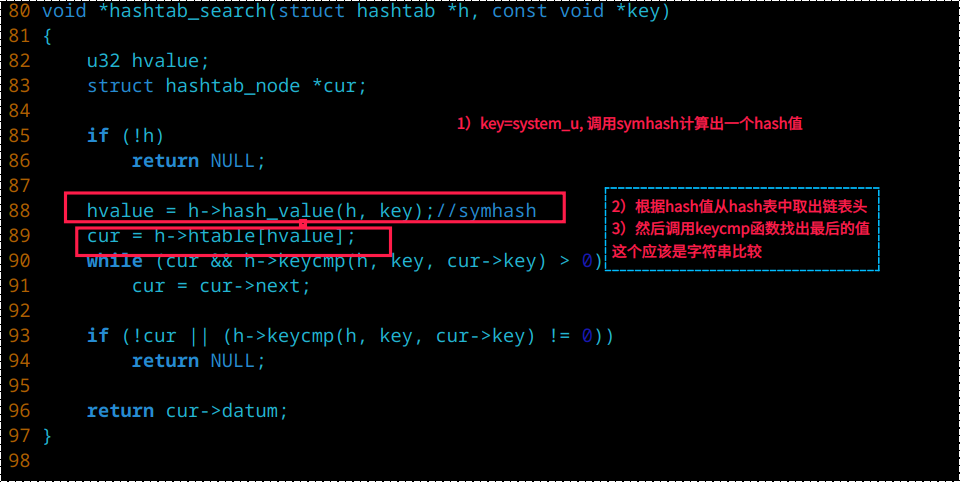 80 void *hashtab_search(struct hashtab *h, const void *key)
81 {
82     u32 hvalue;
83     struct hashtab_node *cur;
84
1）key=system_u, 调用symhash计算出一个hash值
85     if (!h)
86         return NULL;
87
88     hvalue = h->hash_value(h, key);//symhash
2）根据hash值从hash表中取出链表头
89     cur = h->htable[hvalue];
3）然后调用keycmp函数找出最后的值
90     while (cur && h->keycmp(h, key, cur->key) > 0)
这个应该是字符串比较
91         cur = cur->next;
92
93     if (!cur || (h->keycmp(h, key, cur->key) != 0))
94         return NULL;
95
96     return cur->datum;
97 }
98